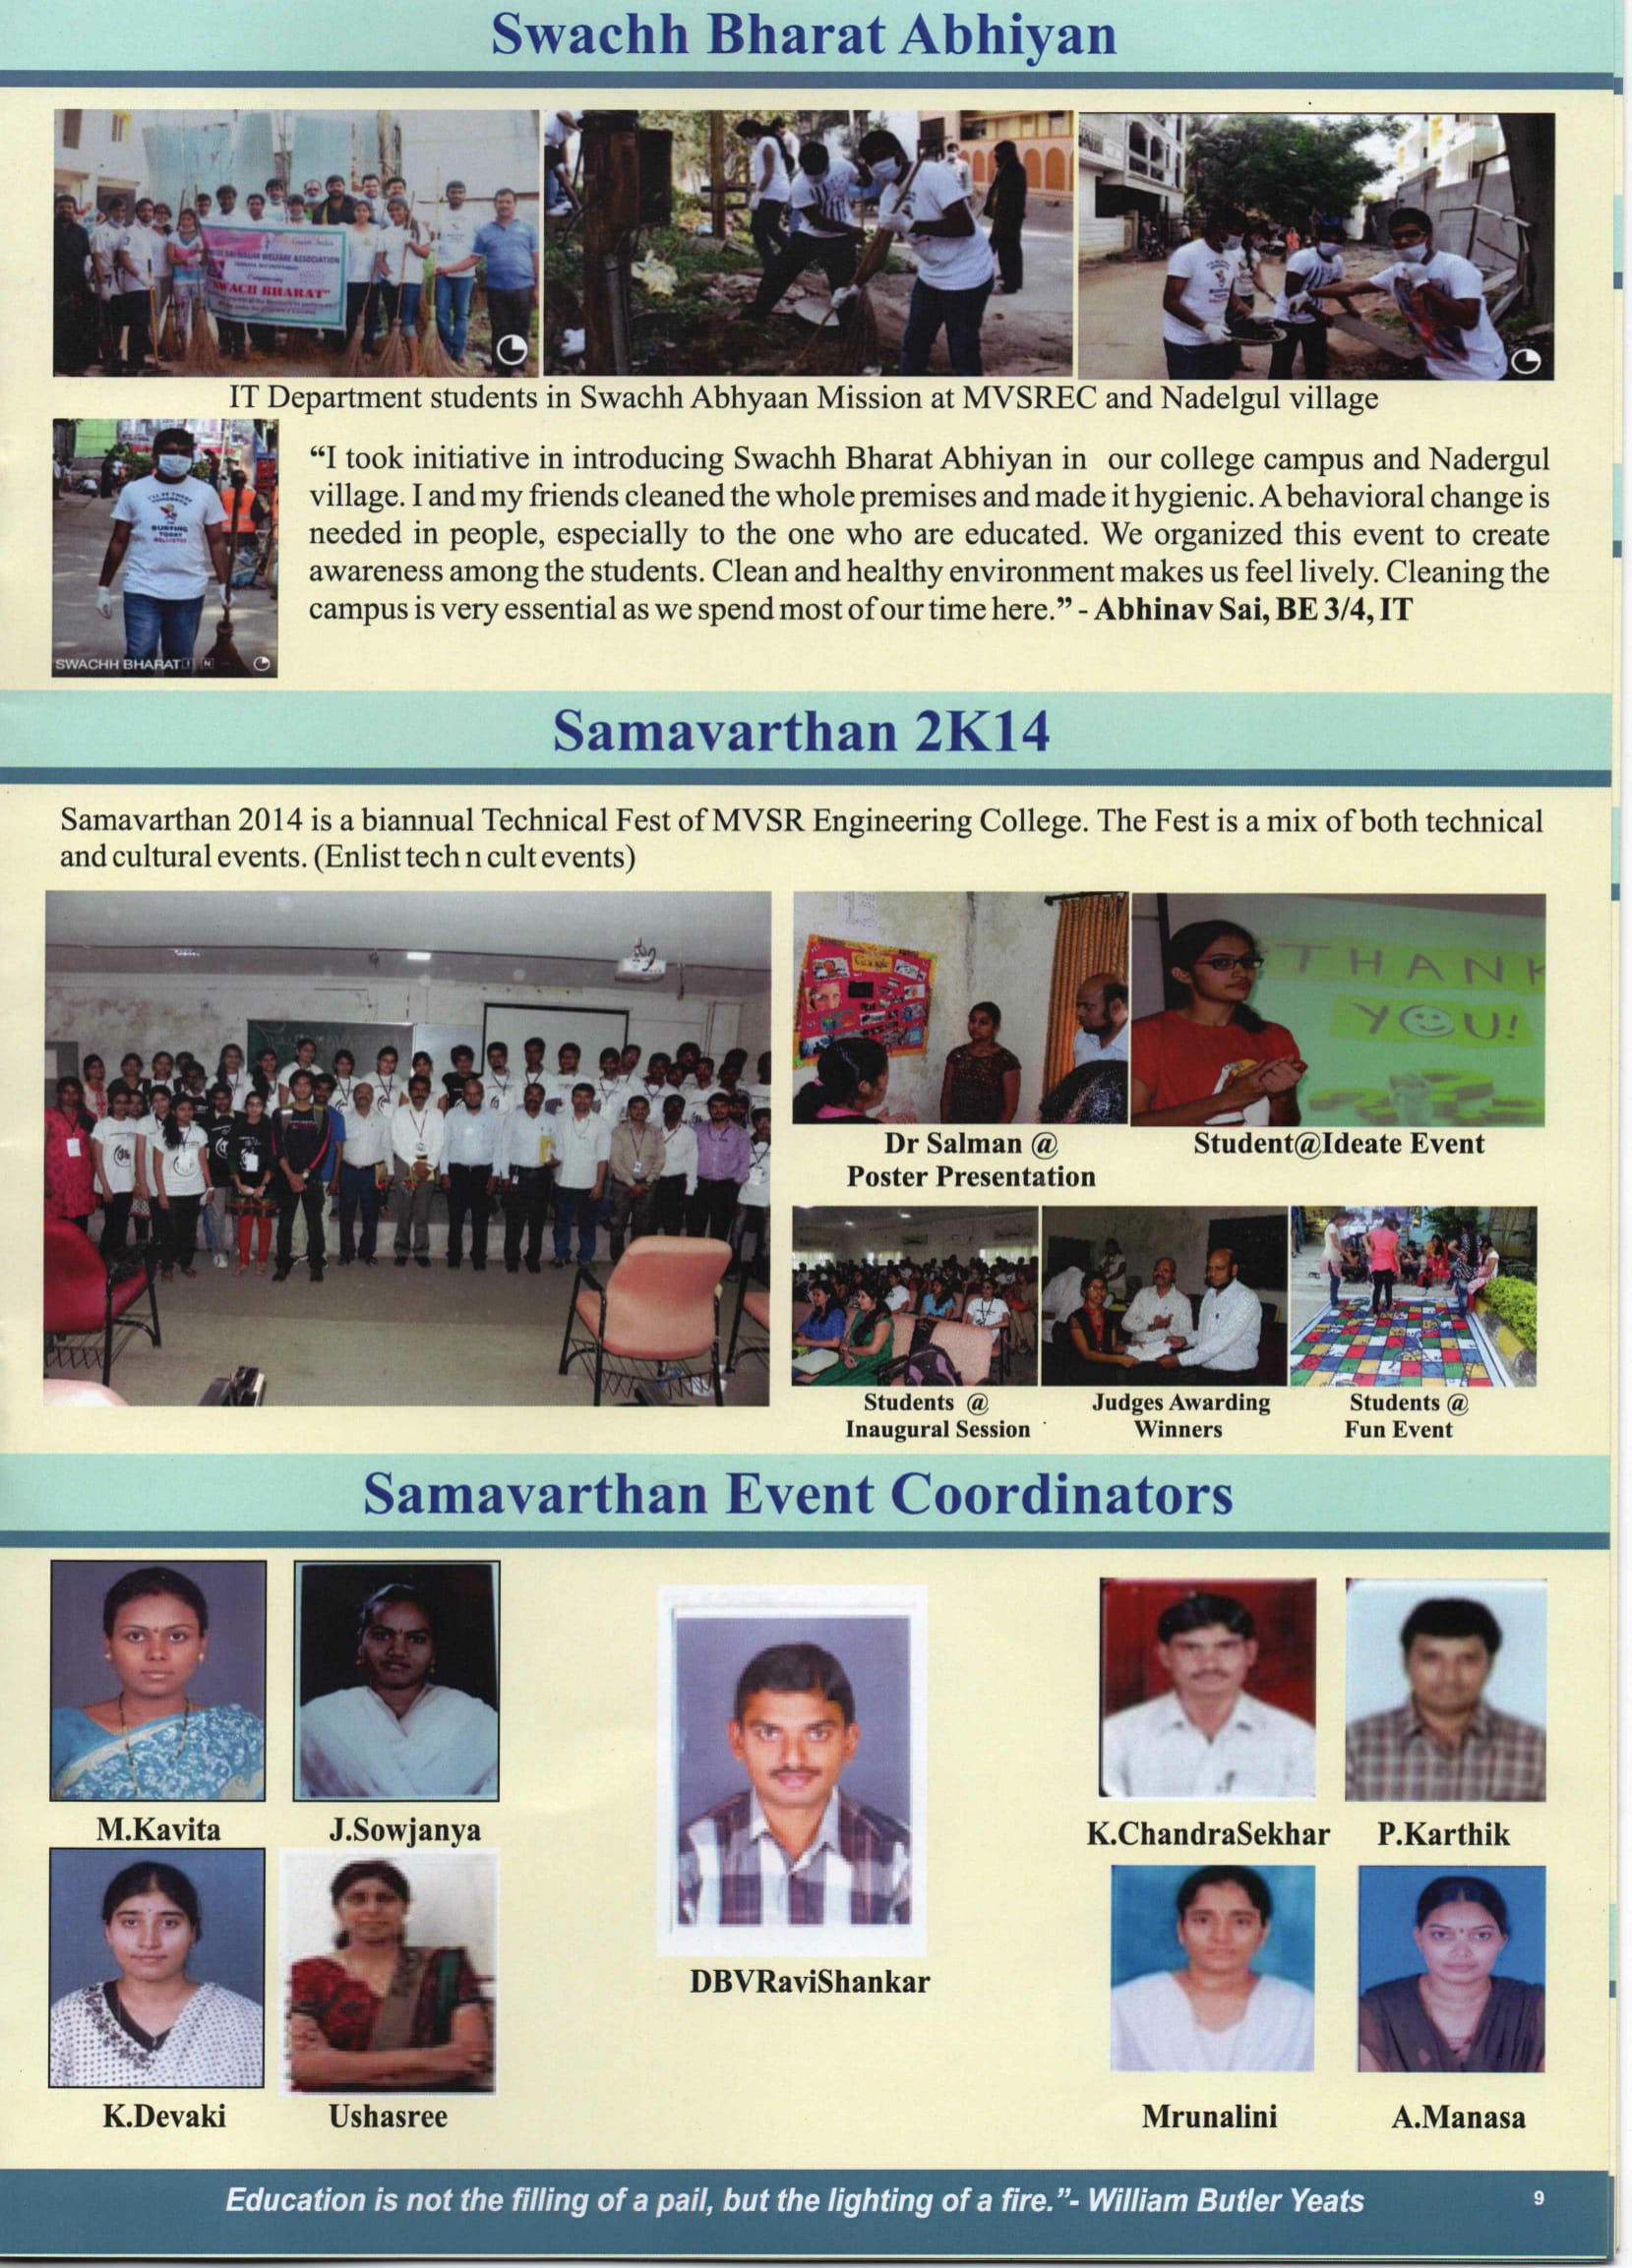 Swachh Bharat Abhiyan
WELFARE ASSOCIATION
"SWACH BHARAT"
IT Department students in Swachh Abhyaan Mission at MVSREC and Nadelgul village
SWACHH BHARAT
“I took initiative in introducing Swachh Bharat Abhiyan in our college campus and Nadergul
village. I and my friends cleaned the whole premises and made it hygienic. A behavioral change is
needed in people, especially to the one who are educated. We organized this event to create
awareness among the students. Clean and healthy environment makes us feel lively. Cleaning the
campus is very essential as we spend most of our time here.” - Abhinav Sai, BE 3/4, IT
Samavarthan 2K14
Samavarthan 2014 is a biannual Technical Fest of MVSR Engineering College. The Fest is a mix of both technical
and cultural events. (Enlist tech n cult events)
Google
THANK
YOU!
Dr Salman @
Poster Presentation
Student@Ideate Event
Students @
Inaugural Session
Judges Awarding
Winners
Students @
Fun Event
Samavarthan Event Coordinators
M.Kavita
J.Sowjanya
K.ChandraSekhar
P.Karthik
DBVRaviShankar
K.Devaki
Ushasree
Mrunalini
A.Manasa
Education is not the filling of a pail, but the lighting of a fire.”- William Butler Yeats
9